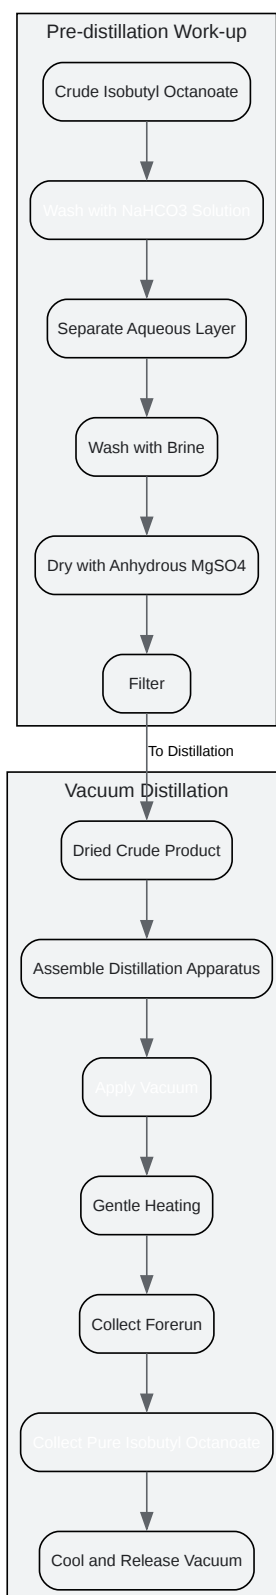 Pre-distillation Work-up
Crude Isobutyl Octanoate
Wash with NaHCO3 Solution
Separate Aqueous Layer
Wash with Brine
Dry with Anhydrous MgSO4
Filter
To Distillation
Vacuum Distillation
Dried Crude Product
Assemble Distillation Apparatus
Apply Vacuum
Gentle Heating
Collect Forerun
Collect Pure Isobutyl Octanoate
Cool and Release Vacuum